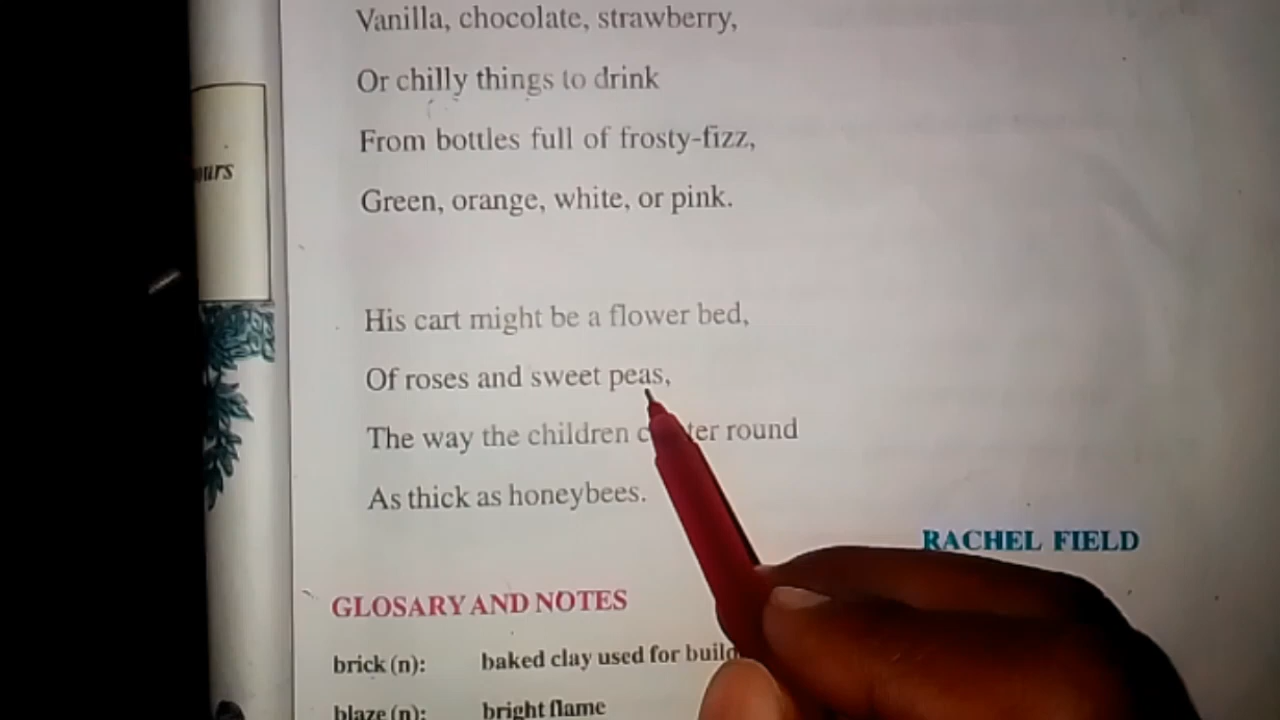 Vanilla, chocolate, strawberry,
Or chilly things to drink
From bottles full of frosty-fizz,
ours
Green, orange, white, or pink.
His cart might be a flower bed,
Of roses and sweet peas,
The way the children round
As thick as honeybees.
RACHEL FIELD
GLOSARY AND NOTES
brick (n): baked clay used for
blaze (n): bright flame